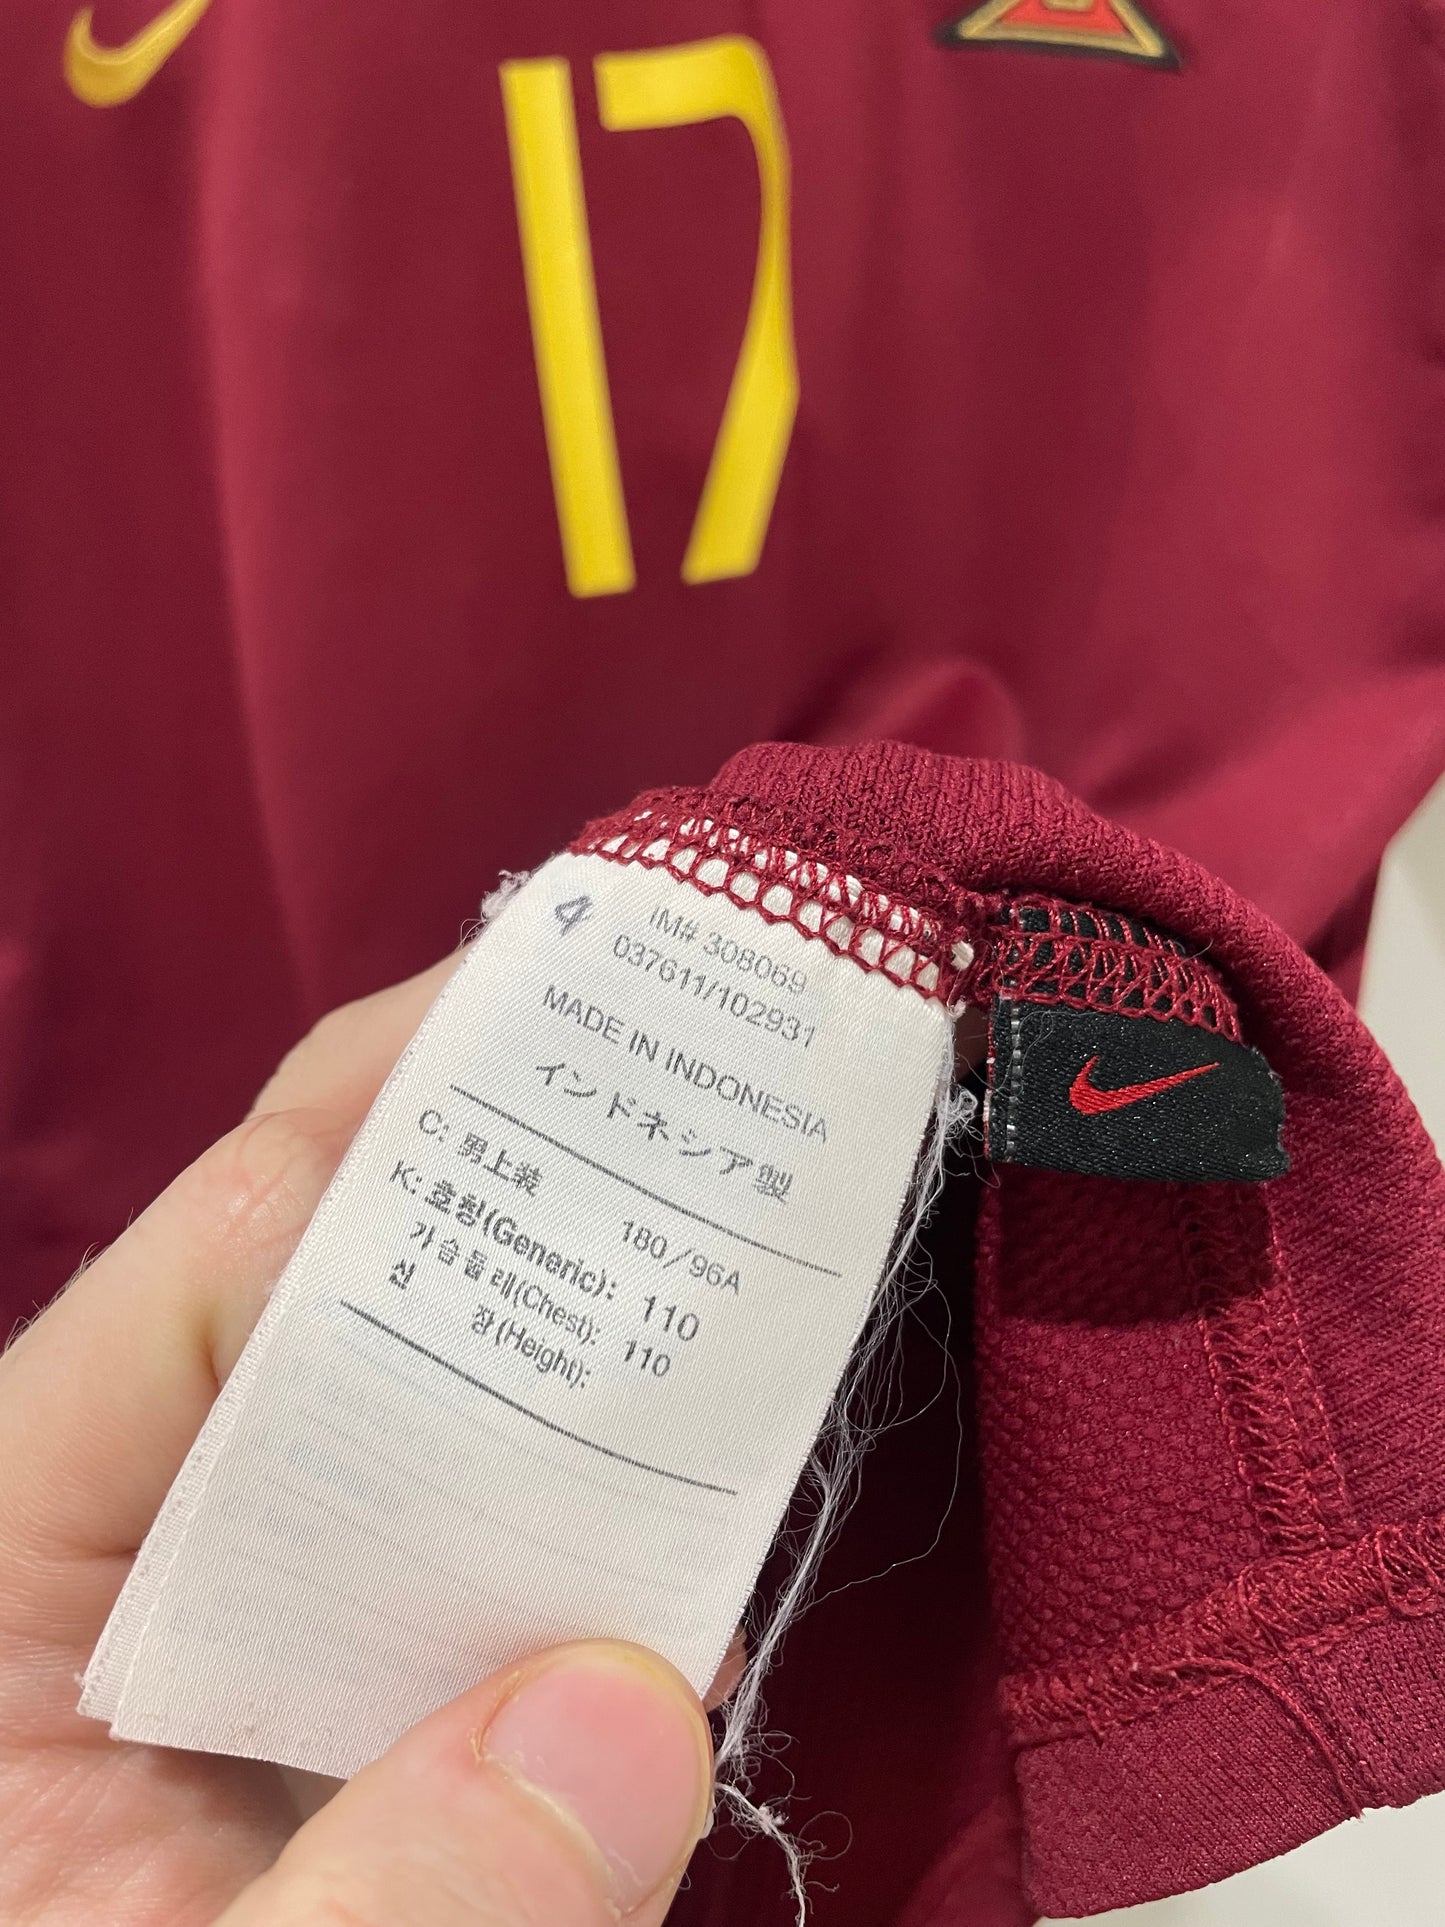 17
4
IM# 308069
037611/102931
MADE IN INDONESIA
インドネシア製
C: 男上装 180/96A
K: 호칭(Generic): 110
가슴둘레(Chest): 110
신 장(Height):